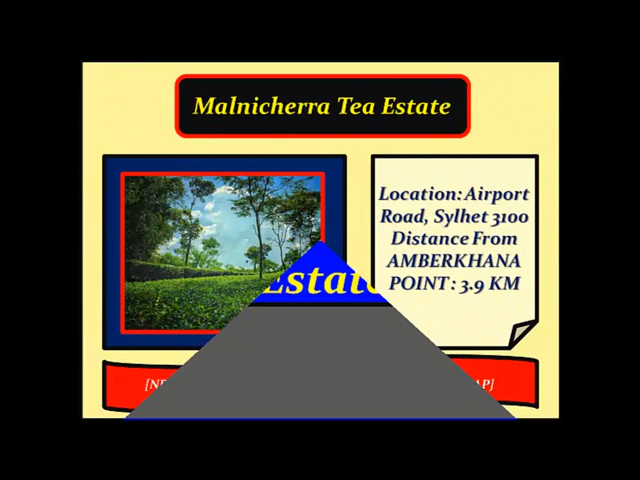 Malnicherra Tea Estate
Location: Airport
Road, Sylhet 3100
Distance From
AMBERKHANA
POINT : 3.9 KM
Estate